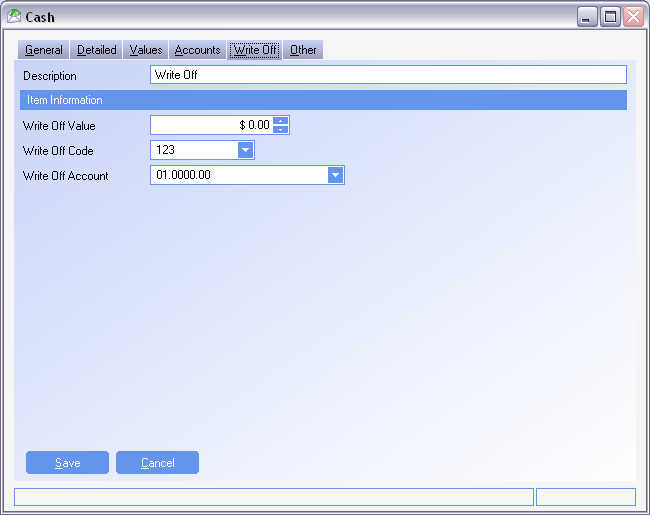 Cash
General Detailed Values Accounts Write Off Other
Description Write Off
Item Information
Write Off Value $ 0.00
Write Off Code 123
Write Off Account 01.0000.00
Save Cancel